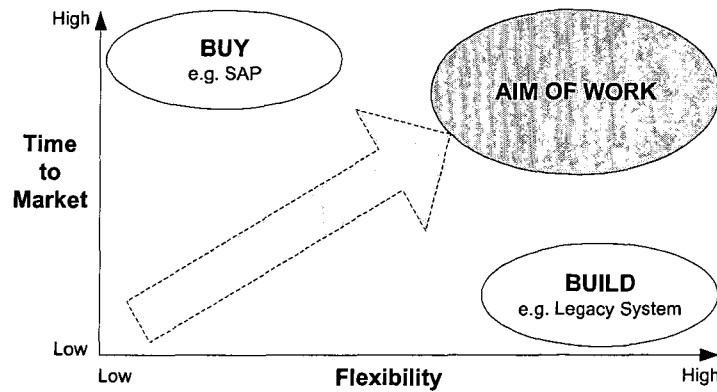 High
BUY
e.g. SAP
AIM OF WORK
Time
to
Market
BUILD
e.g. Legacy System
Low
Low
Flexibility
High